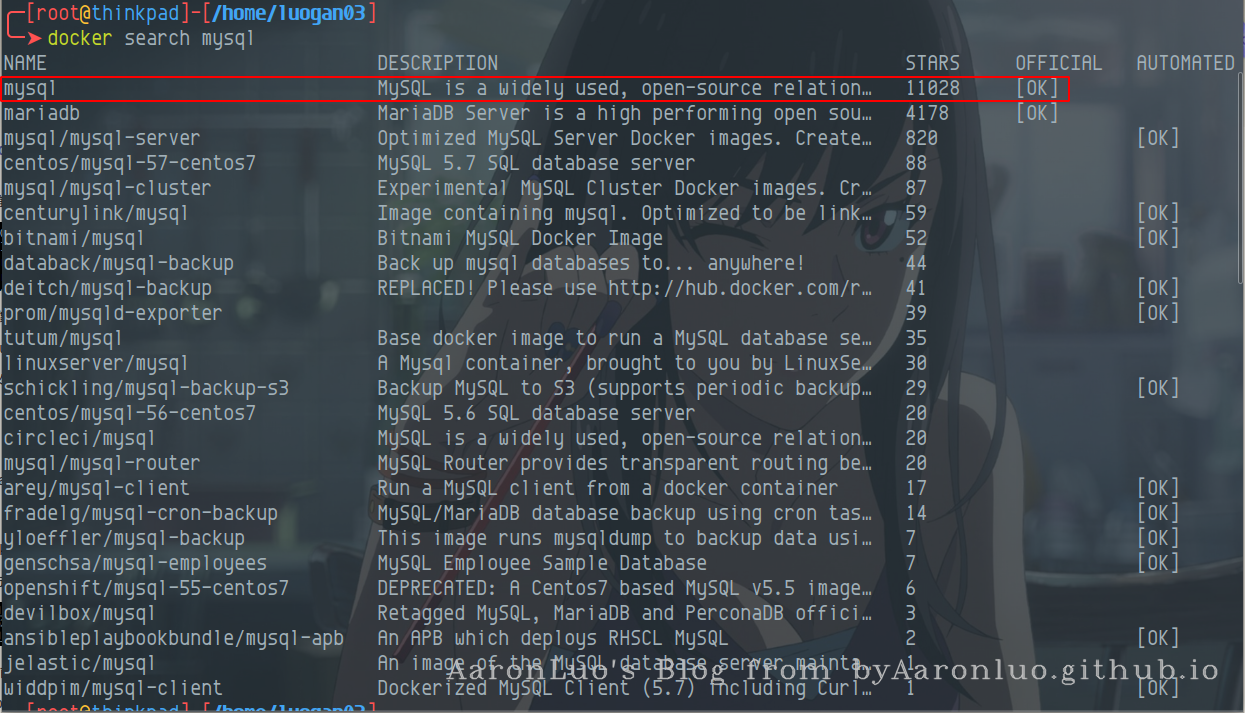 [root@thinkpad]-[/home/luogan03]
docker search mysql
NAME DESCRIPTION STARS OFFICIAL AUTOMATED
mysql MySQL is a widely used, open-source relation… 11028 [OK]
mariadb MariaDB Server is a high performing open sou… 4178 [OK]
mysql/mysql-server Optimized MySQL Server Docker images. Create… 820 [OK]
centos/mysql-57-centos7 MySQL 5.7 SQL database server 88
mysql/mysql-cluster Experimental MySQL Cluster Docker images. Cr… 87
centurylink/mysql Image containing mysql. Optimized to be link… 59 [OK]
bitnami/mysql Bitnami MySQL Docker Image 52 [OK]
databack/mysql-backup Back up mysql databases to... anywhere! 44
deitch/mysql-backup REPLACED! Please use http://hub.docker.com/r… 41 [OK]
prom/mysqld-exporter 39 [OK]
tutum/mysql Base docker image to run a MySQL database se… 35
linuxserver/mysql A Mysql container, brought to you by LinuxSe… 30
schickling/mysql-backup-s3 Backup MySQL to S3 (supports periodic backup… 29 [OK]
centos/mysql-56-centos7 MySQL 5.6 SQL database server 20
circleci/mysql MySQL is a widely used, open-source relation… 20
mysql/mysql-router MySQL Router provides transparent routing be… 20
arey/mysql-client Run a MySQL client from a docker container 17 [OK]
fradelg/mysql-cron-backup MySQL/MariaDB database backup using cron tas… 14 [OK]
yloeffler/mysql-backup This image runs mysqldump to backup data usi… 7 [OK]
genschsa/mysql-employees MySQL Employee Sample Database 7 [OK]
openshift/mysql-55-centos7 DEPRECATED: A Centos7 based MySQL v5.5 image… 6
devilbox/mysql Retagged MySQL, MariaDB and PerconaDB offici… 3
ansibleplaybookbundle/mysql-apb An APB which deploys RHSCL MySQL 2 [OK]
jelastic/mysql An image of the MySQL database server mainta… 1
AaronLuo's Blog from byAaronluo.github.io
widdpim/mysql-client Dockerized MySQL Client (5.7) including Curl… 1 [OK]
[root@thinkpad]-[/home/luogan03]